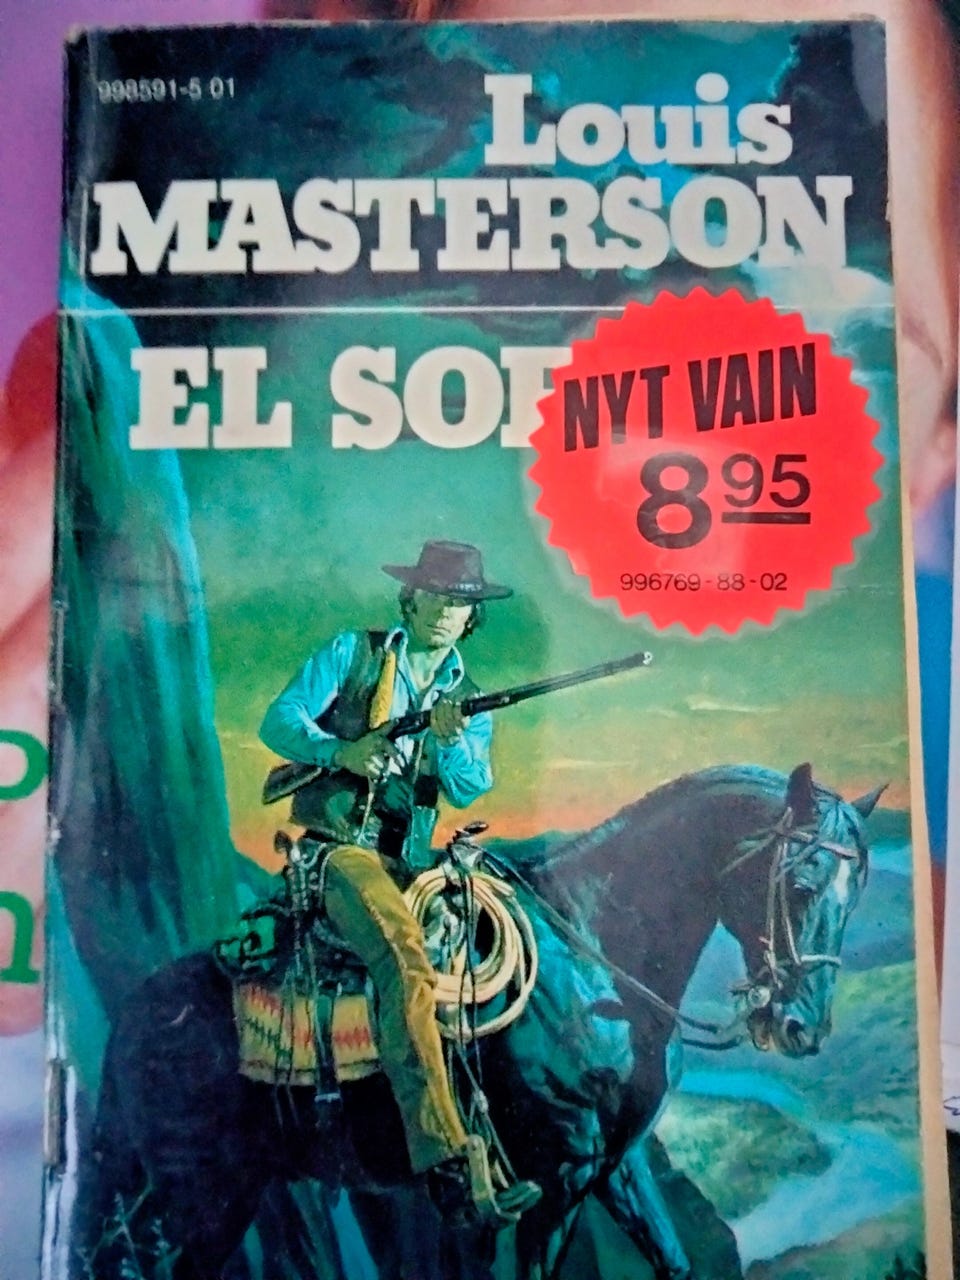 998591-5 01
Louis
MASTERSON
EL SO
NYT VAIN
8 95
996769-88-02